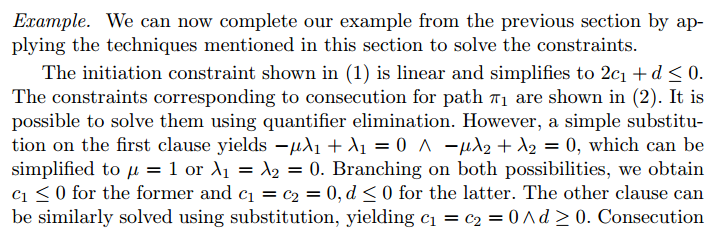 Example. We can now complete our example from the previous section by ap-
plying the techniques mentioned in this section to solve the constraints.
The initiation constraint shown in (1) is linear and simplifies to 2c₁ + d ≤ 0.
The constraints corresponding to consecution for path π₁ are shown in (2). It is
possible to solve them using quantifier elimination. However, a simple substitu-
tion on the first clause yields −μλ₁ + λ₁ = 0 ∧ −μλ₂ + λ₂ = 0, which can be
simplified to μ = 1 or λ₁ = λ₂ = 0. Branching on both possibilities, we obtain
c₁ ≤ 0 for the former and c₁ = c₂ = 0, d ≤ 0 for the latter. The other clause can
be similarly solved using substitution, yielding c₁ = c₂ = 0 ∧ d ≥ 0. Consecution